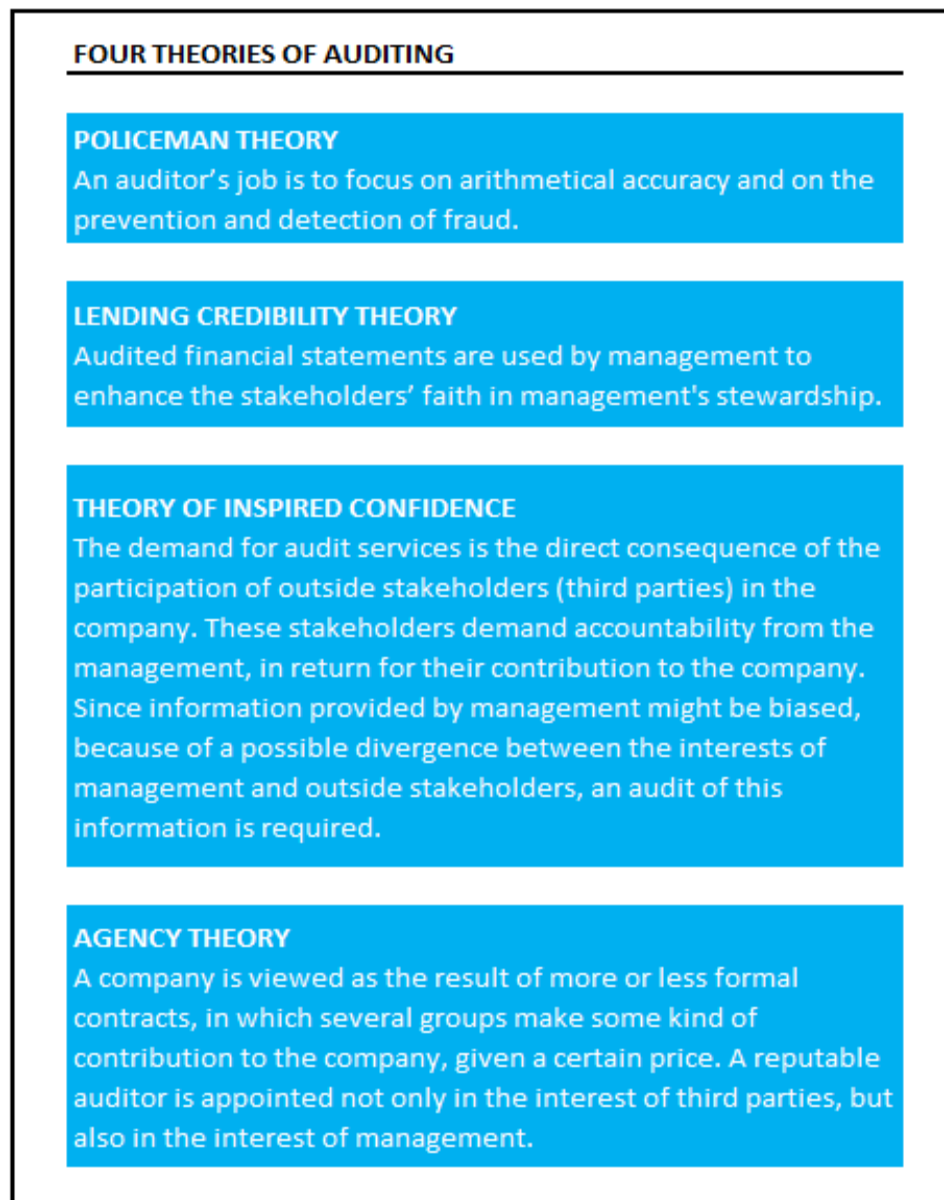 FOUR THEORIES OF AUDITING
POLICEMAN THEORY
An auditor’s job is to focus on arithmetical accuracy and on the
prevention and detection of fraud.
LENDING CREDIBILITY THEORY
Audited financial statements are used by management to
enhance the stakeholders’ faith in management's stewardship.
THEORY OF INSPIRED CONFIDENCE
The demand for audit services is the direct consequence of the
participation of outside stakeholders (third parties) in the
company. These stakeholders demand accountability from the
management, in return for their contribution to the company.
Since information provided by management might be biased,
because of a possible divergence between the interests of
management and outside stakeholders, an audit of this
information is required.
AGENCY THEORY
A company is viewed as the result of more or less formal
contracts, in which several groups make some kind of
contribution to the company, given a certain price. A reputable
auditor is appointed not only in the interest of third parties, but
also in the interest of management.